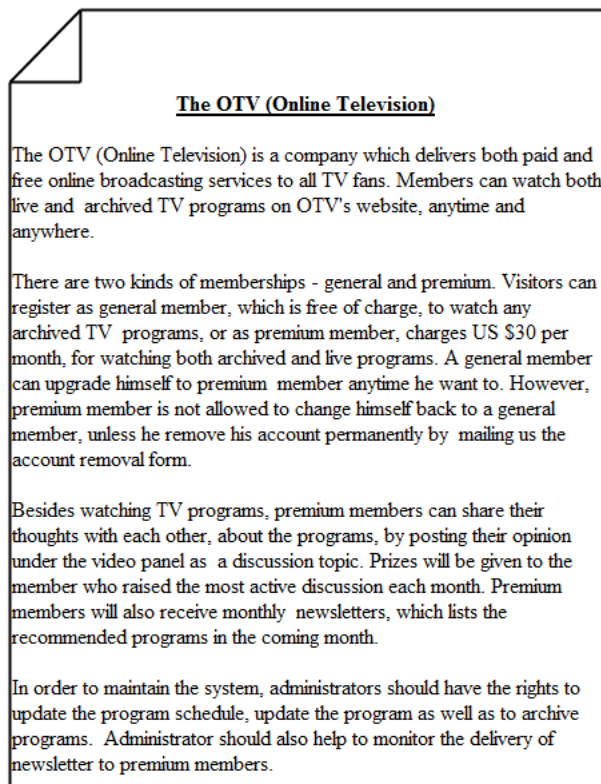 The OTV (Online Television)
The OTV (Online Television) is a company which delivers both paid and
free online broadcasting services to all TV fans. Members can watch both
live and archived TV programs on OTV's website, anytime and
anywhere.
There are two kinds of memberships - general and premium. Visitors can
register as general member, which is free of charge, to watch any
archived TV programs, or as premium member, charges US $30 per
month, for watching both archived and live programs. A general member
can upgrade himself to premium member anytime he want to. However,
premium member is not allowed to change himself back to a general
member, unless he remove his account permanently by mailing us the
account removal form.
Besides watching TV programs, premium members can share their
thoughts with each other, about the programs, by posting their opinion
under the video panel as a discussion topic. Prizes will be given to the
member who raised the most active discussion each month. Premium
members will also receive monthly newsletters, which lists the
recommended programs in the coming month.
In order to maintain the system, administrators should have the rights to
update the program schedule, update the program as well as to archive
programs. Administrator should also help to monitor the delivery of
newsletter to premium members.